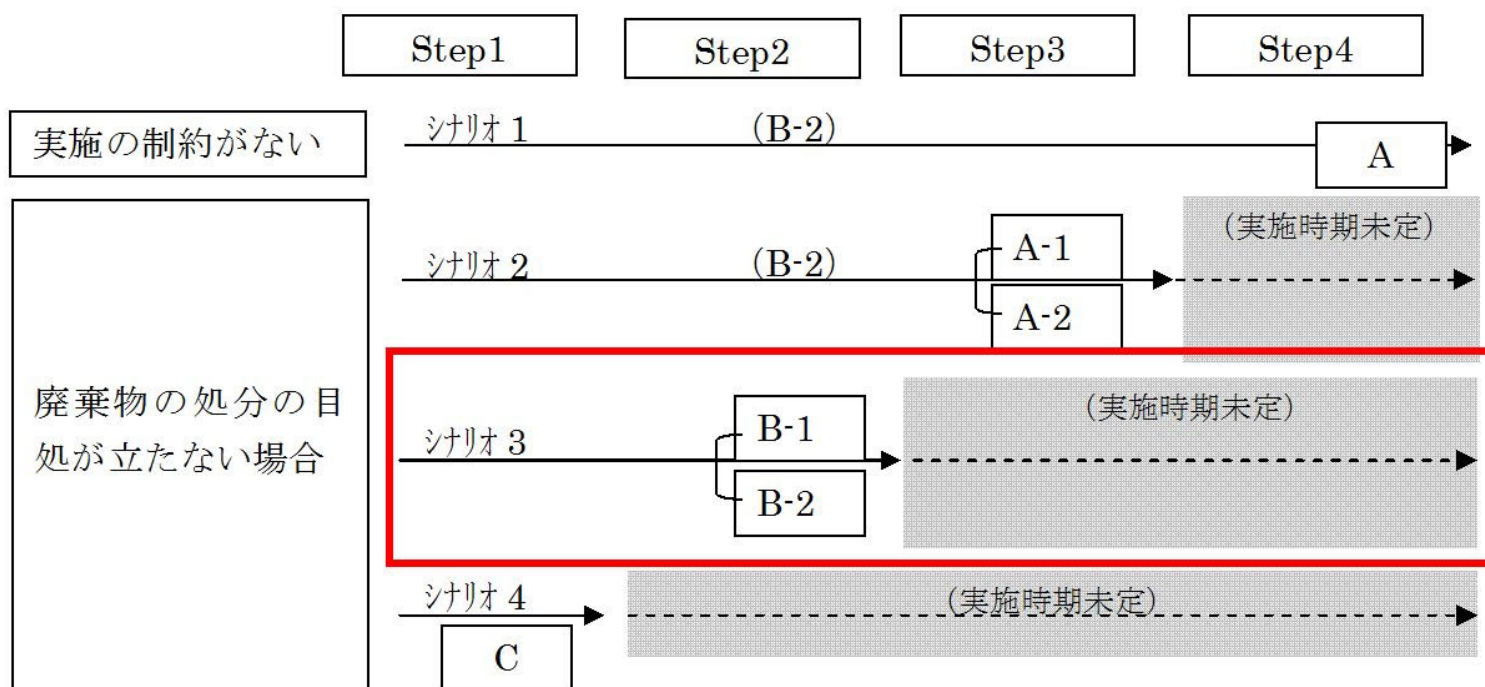 Step1
Step2
Step3
Step4
実施の制約がない
シナリオ 1
(B-2)
A
廃棄物の処分の目
処が立たない場合
シナリオ 2
(B-2)
A-1
A-2
(実施時期未定)
シナリオ 3
B-1
B-2
(実施時期未定)
シナリオ 4
C
(実施時期未定)